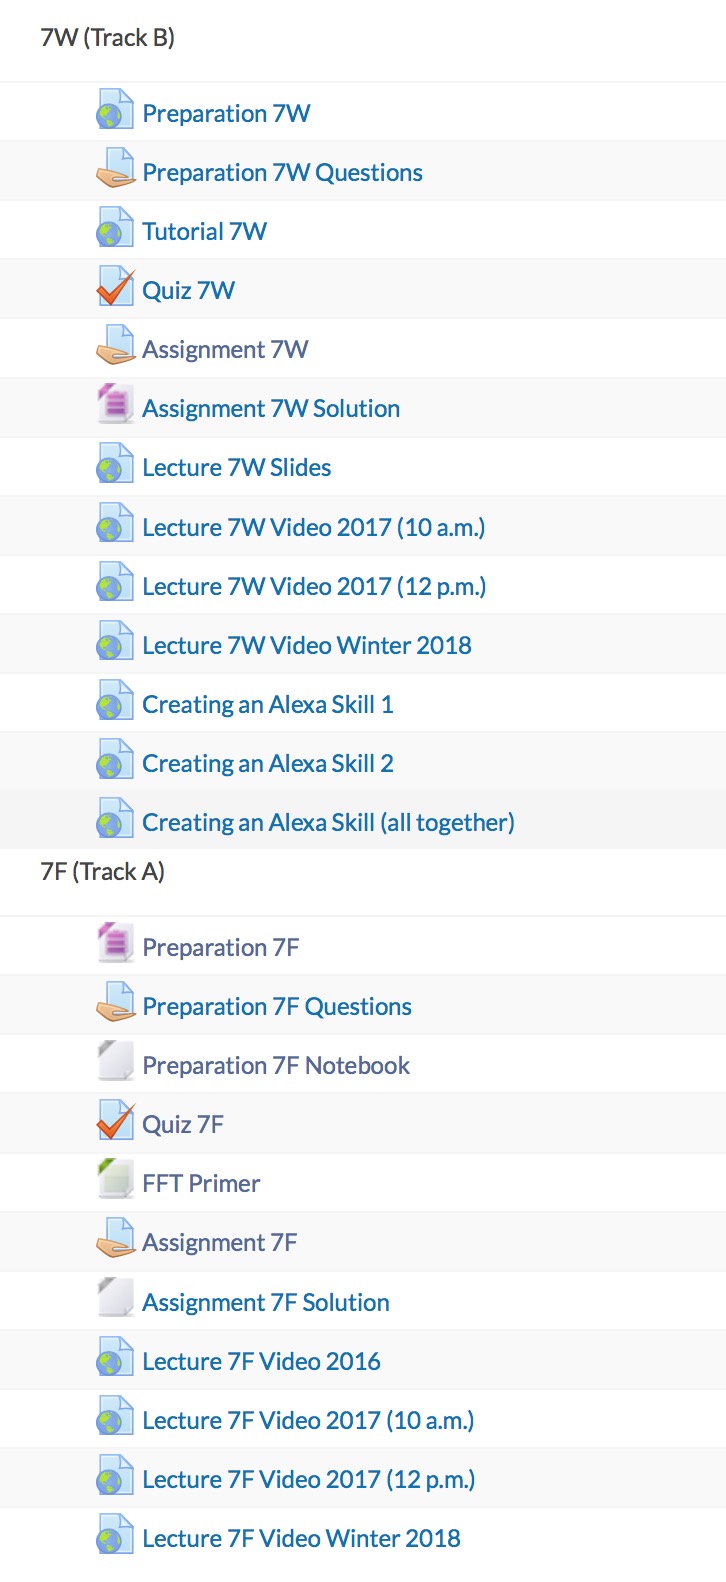 7W (Track B)
Preparation 7W
Preparation 7W Questions
Tutorial 7W
Quiz 7W
Assignment 7W
Assignment 7W Solution
Lecture 7W Slides
Lecture 7W Video 2017 (10 a.m.)
Lecture 7W Video 2017 (12 p.m.)
Lecture 7W Video Winter 2018
Creating an Alexa Skill 1
Creating an Alexa Skill 2
Creating an Alexa Skill (all together)
7F (Track A)
Preparation 7F
Preparation 7F Questions
Preparation 7F Notebook
Quiz 7F
FFT Primer
Assignment 7F
Assignment 7F Solution
Lecture 7F Video 2016
Lecture 7F Video 2017 (10 a.m.)
Lecture 7F Video 2017 (12 p.m.)
Lecture 7F Video Winter 2018